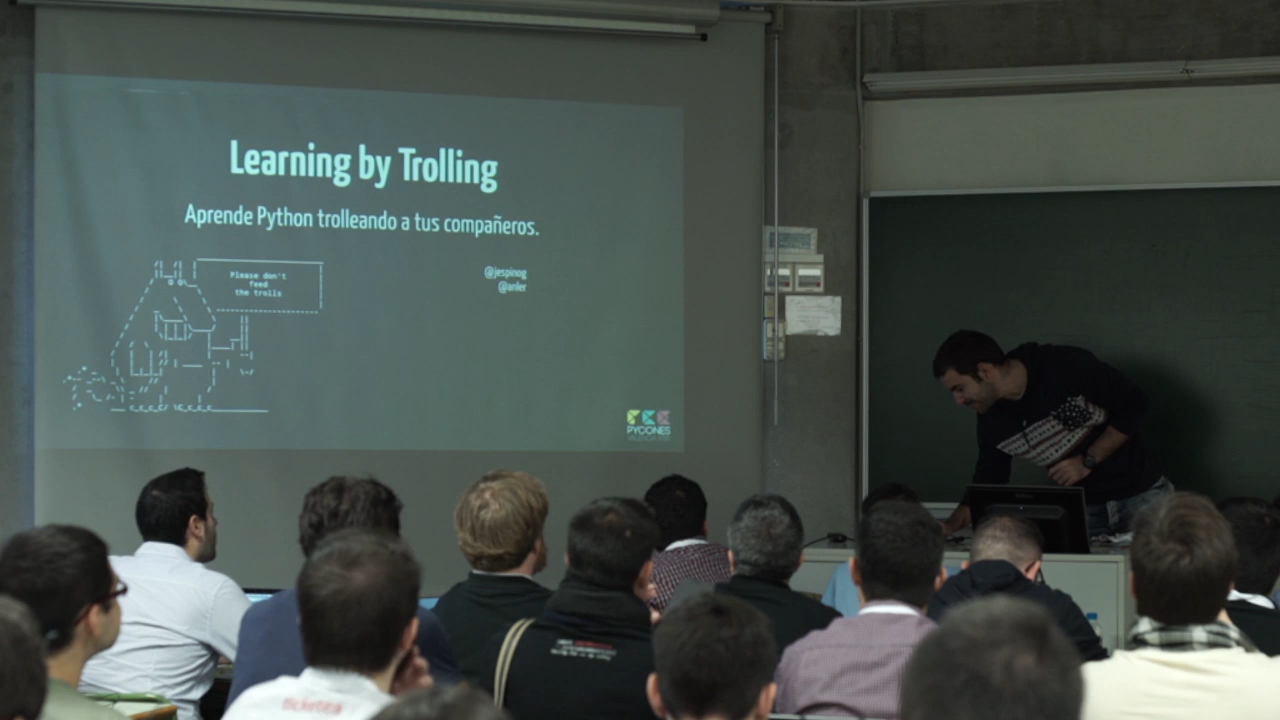 Learning by Trolling
Aprende Python trolleando a tus compañeros.
Please don't
feed
the trolls
@jespinog
@anler
PYCONES